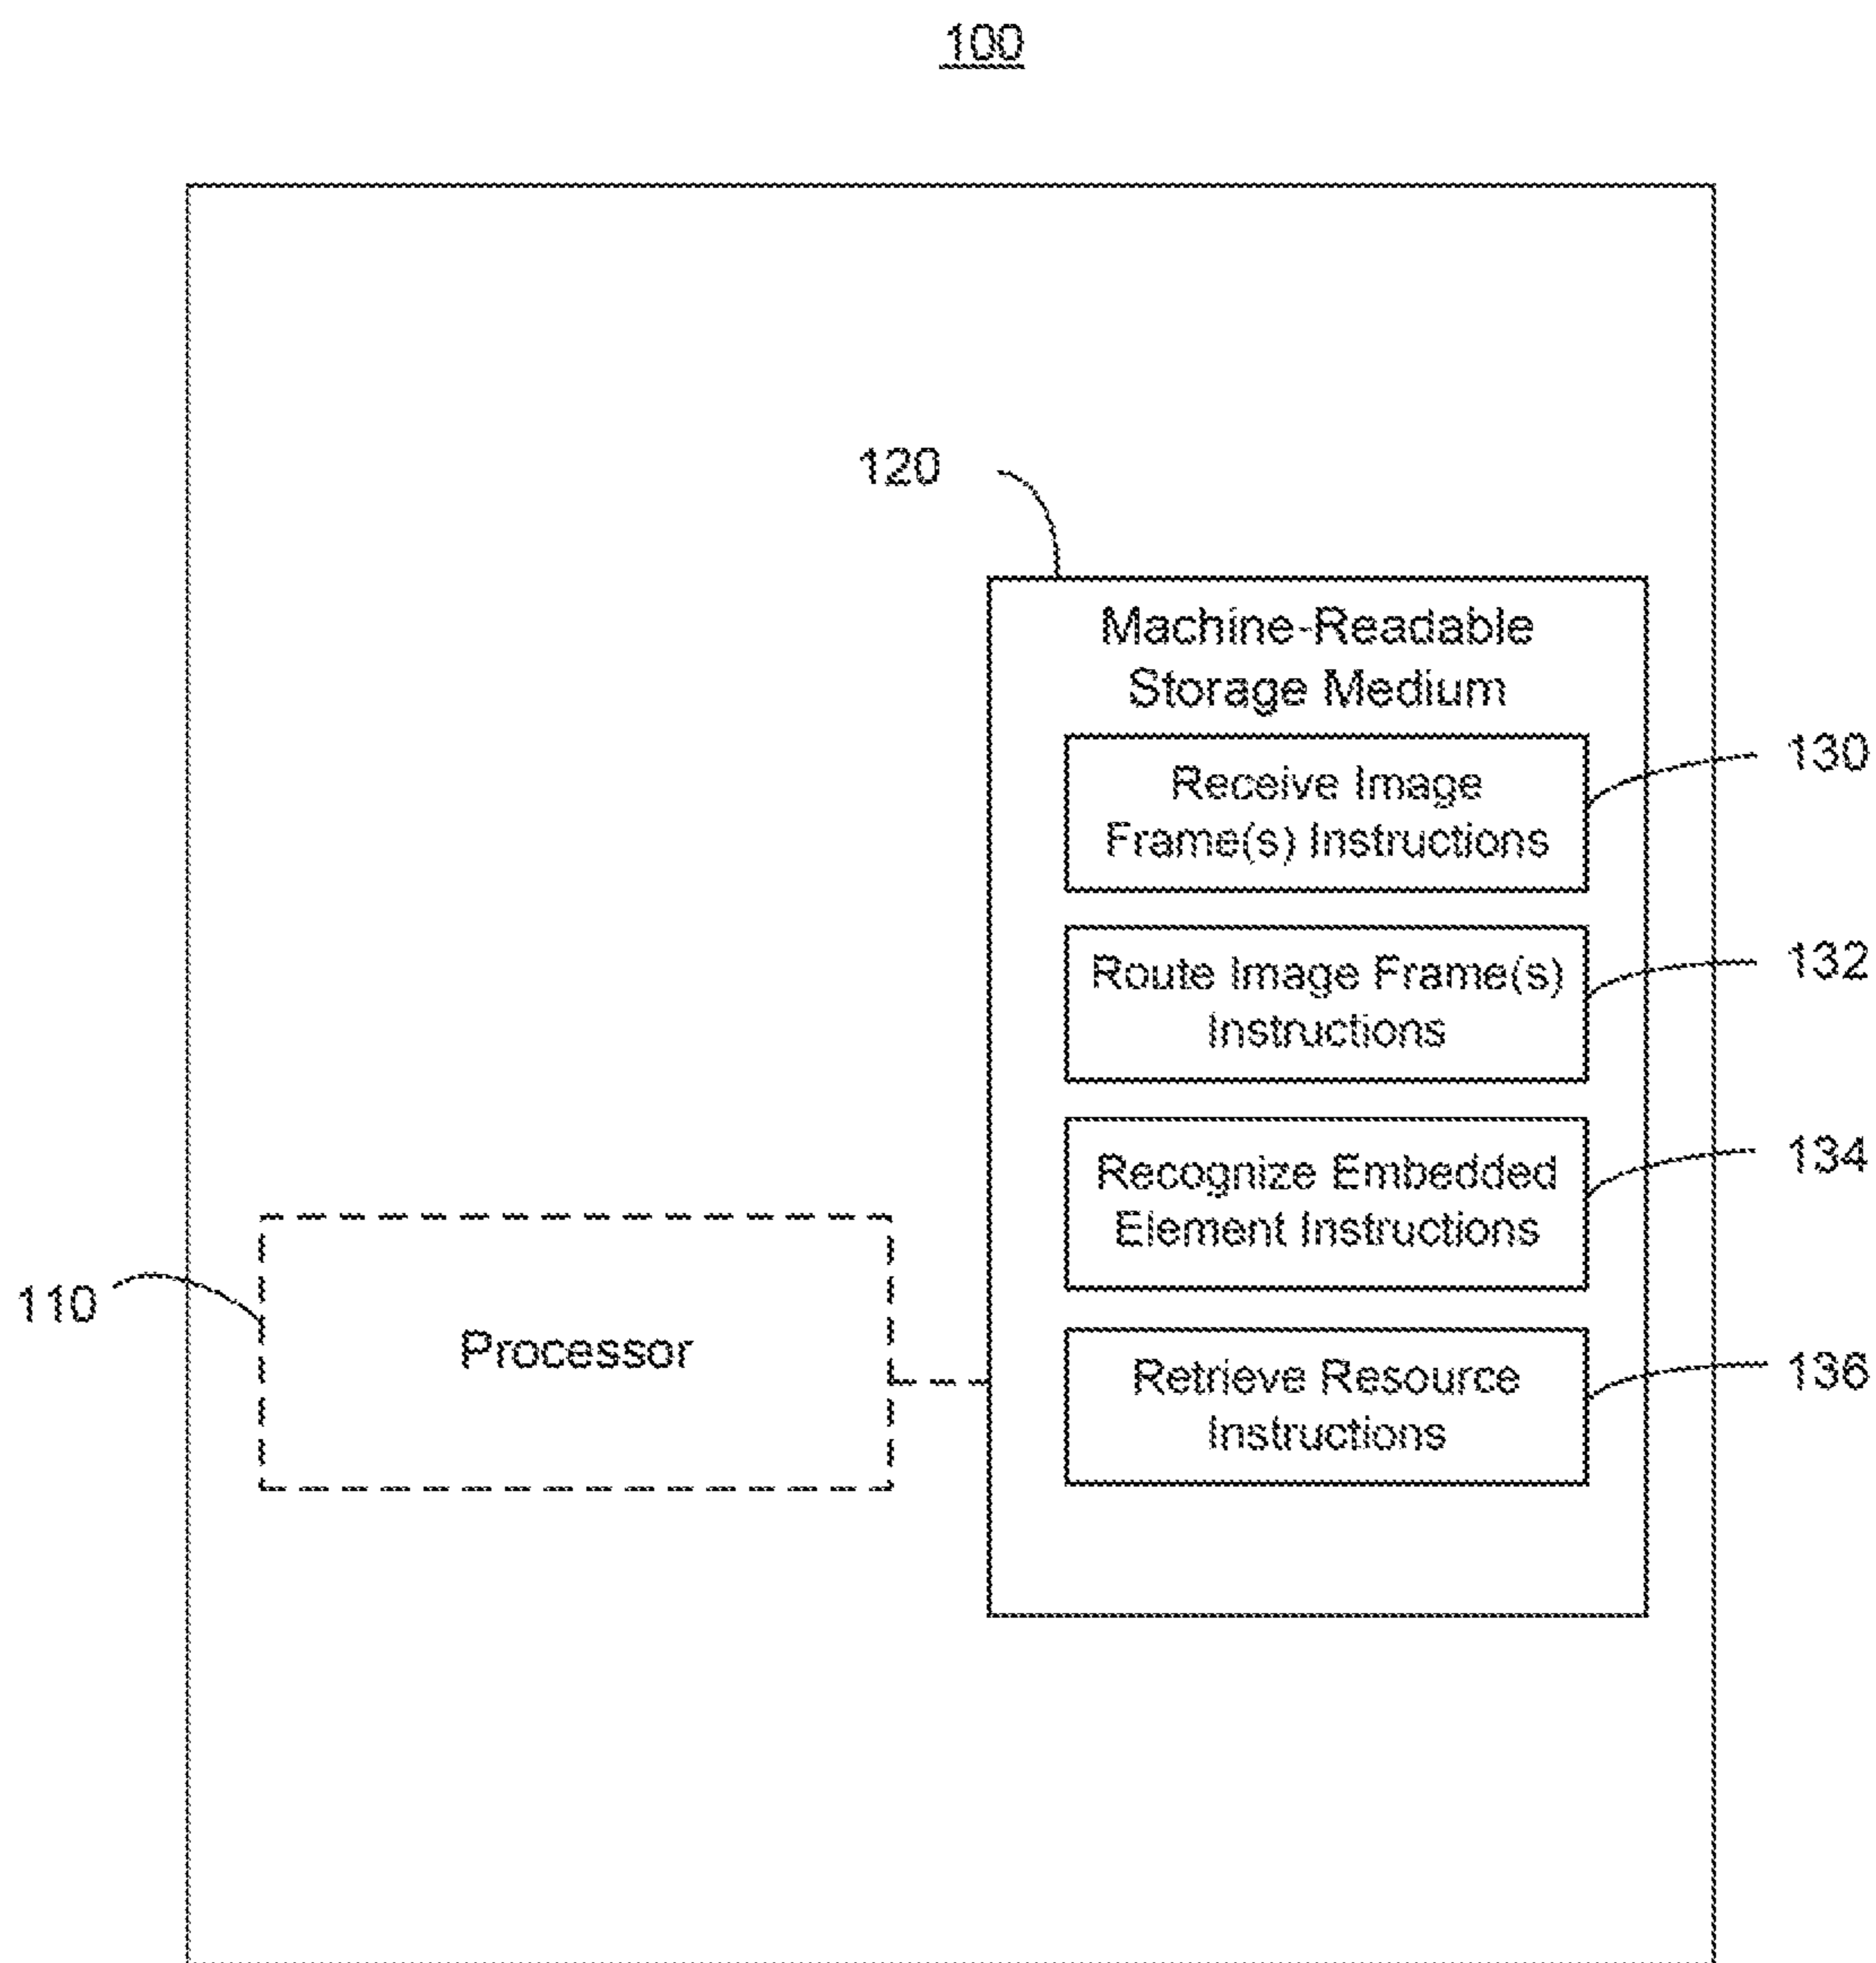 100
120
Machine-Readable
Storage Medium
Receive Image
Frame(s) Instructions
130
Route Image Frame(s)
Instructions
132
Recognize Embedded
Element Instructions
134
110
Processor
Retrieve Resource
Instructions
136